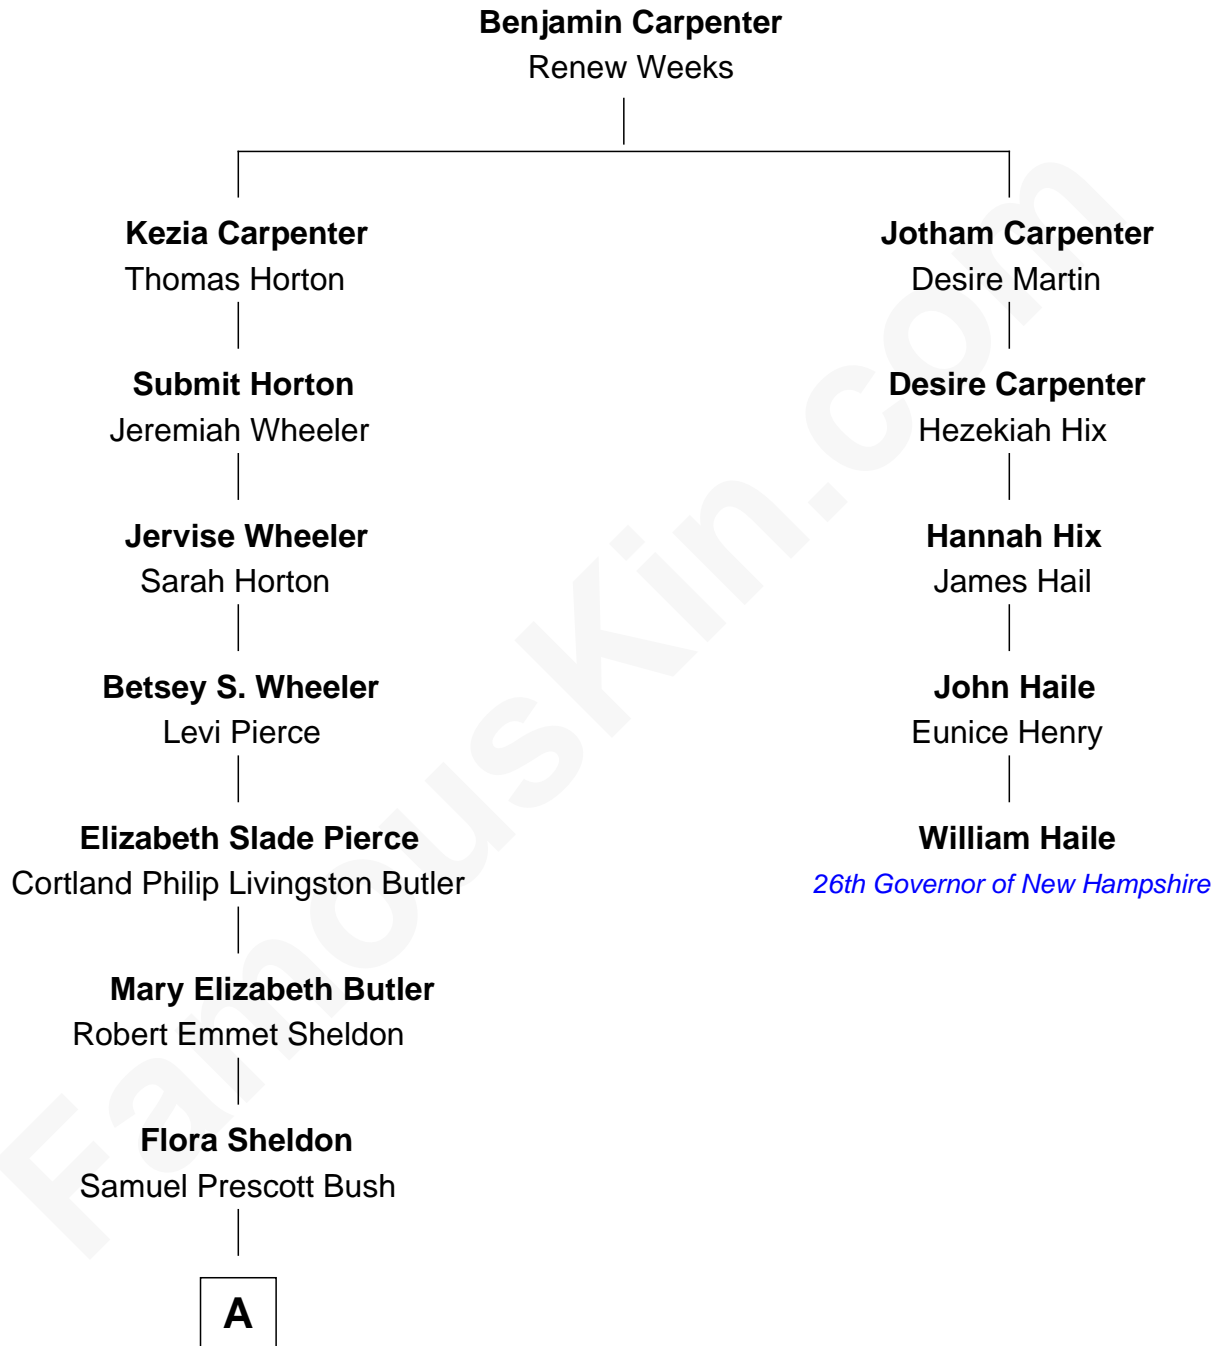 Benjamin Carpenter
Renew Weeks
Kezia Carpenter
Thomas Horton
Submit Horton
Jeremiah Wheeler
Jervise Wheeler
Sarah Horton
Betsey S. Wheeler
Levi Pierce
Elizabeth Slade Pierce
Cortland Philip Livingston Butler
Mary Elizabeth Butler
Robert Emmet Sheldon
Flora Sheldon
Samuel Prescott Bush
A
Jotham Carpenter
Desire Martin
Desire Carpenter
Hezekiah Hix
Hannah Hix
James Hail
John Haile
Eunice Henry
William Haile
26th Governor of New Hampshire
FamousKin.com